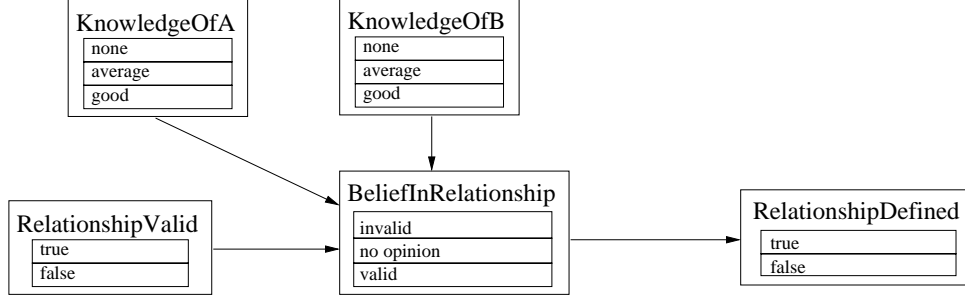 KnowledgeOfA
none
average
good
KnowledgeOfB
none
average
good
RelationshipValid
true
false
BeliefInRelationship
invalid
no opinion
valid
RelationshipDefined
true
false